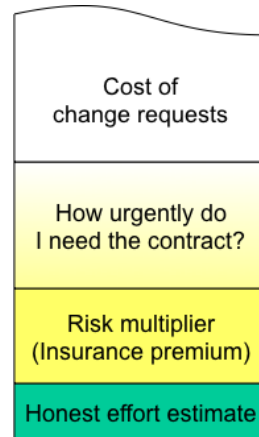 Cost of
change requests
How urgently do
I need the contract?
Risk multiplier
(Insurance premium)
Honest effort estimate